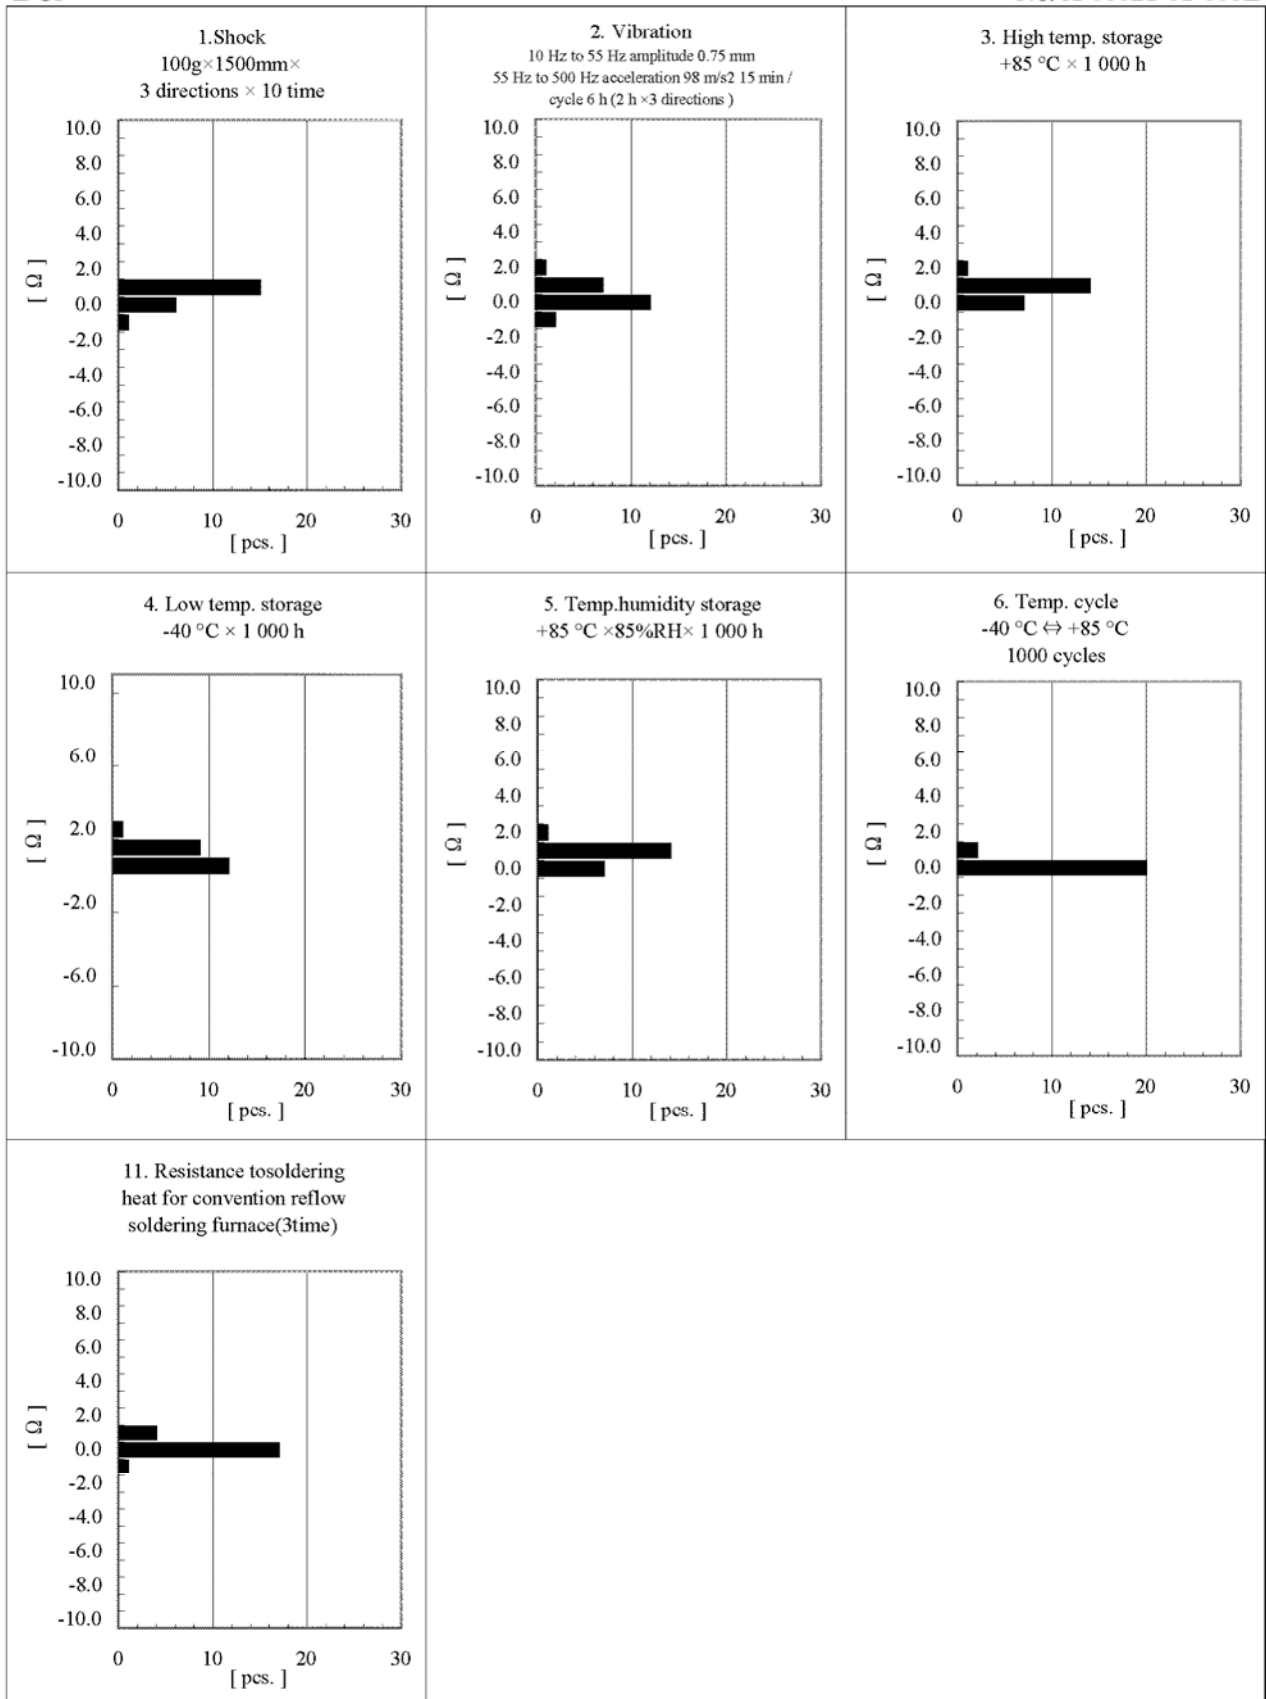 1.Shock
100g×1500mm×
3 directions × 10 time
10.0
8.0
6.0
4.0
2.0
0.0
-2.0
-4.0
-6.0
-8.0
-10.0
[ Ω ]
0 10 20 30
[ pcs. ]
2. Vibration
10 Hz to 55 Hz amplitude 0.75 mm
55 Hz to 500 Hz acceleration 98 m/s2 15 min /
cycle 6 h (2 h ×3 directions )
10.0
8.0
6.0
4.0
2.0
0.0
-2.0
-4.0
-6.0
-8.0
-10.0
[ Ω ]
0 10 20 30
[ pcs. ]
3. High temp. storage
+85 °C × 1 000 h
10.0
8.0
6.0
4.0
2.0
0.0
-2.0
-4.0
-6.0
-8.0
-10.0
[ Ω ]
0 10 20 30
[ pcs. ]
4. Low temp. storage
-40 °C × 1 000 h
10.0
6.0
2.0
-2.0
-6.0
-10.0
[ Ω ]
0 10 20 30
[ pcs. ]
5. Temp.humidity storage
+85 °C ×85%RH× 1 000 h
10.0
8.0
6.0
4.0
2.0
0.0
-2.0
-4.0
-6.0
-8.0
-10.0
[ Ω ]
0 10 20 30
[ pcs. ]
6. Temp. cycle
-40 °C ⇔ +85 °C
1000 cycles
10.0
8.0
6.0
4.0
2.0
0.0
-2.0
-4.0
-6.0
-8.0
-10.0
[ Ω ]
0 10 20 30
[ pcs. ]
11. Resistance tosoldering
heat for convention reflow
soldering furnace(3time)
10.0
8.0
6.0
4.0
2.0
0.0
-2.0
-4.0
-6.0
-8.0
-10.0
[ Ω ]
0 10 20 30
[ pcs. ]